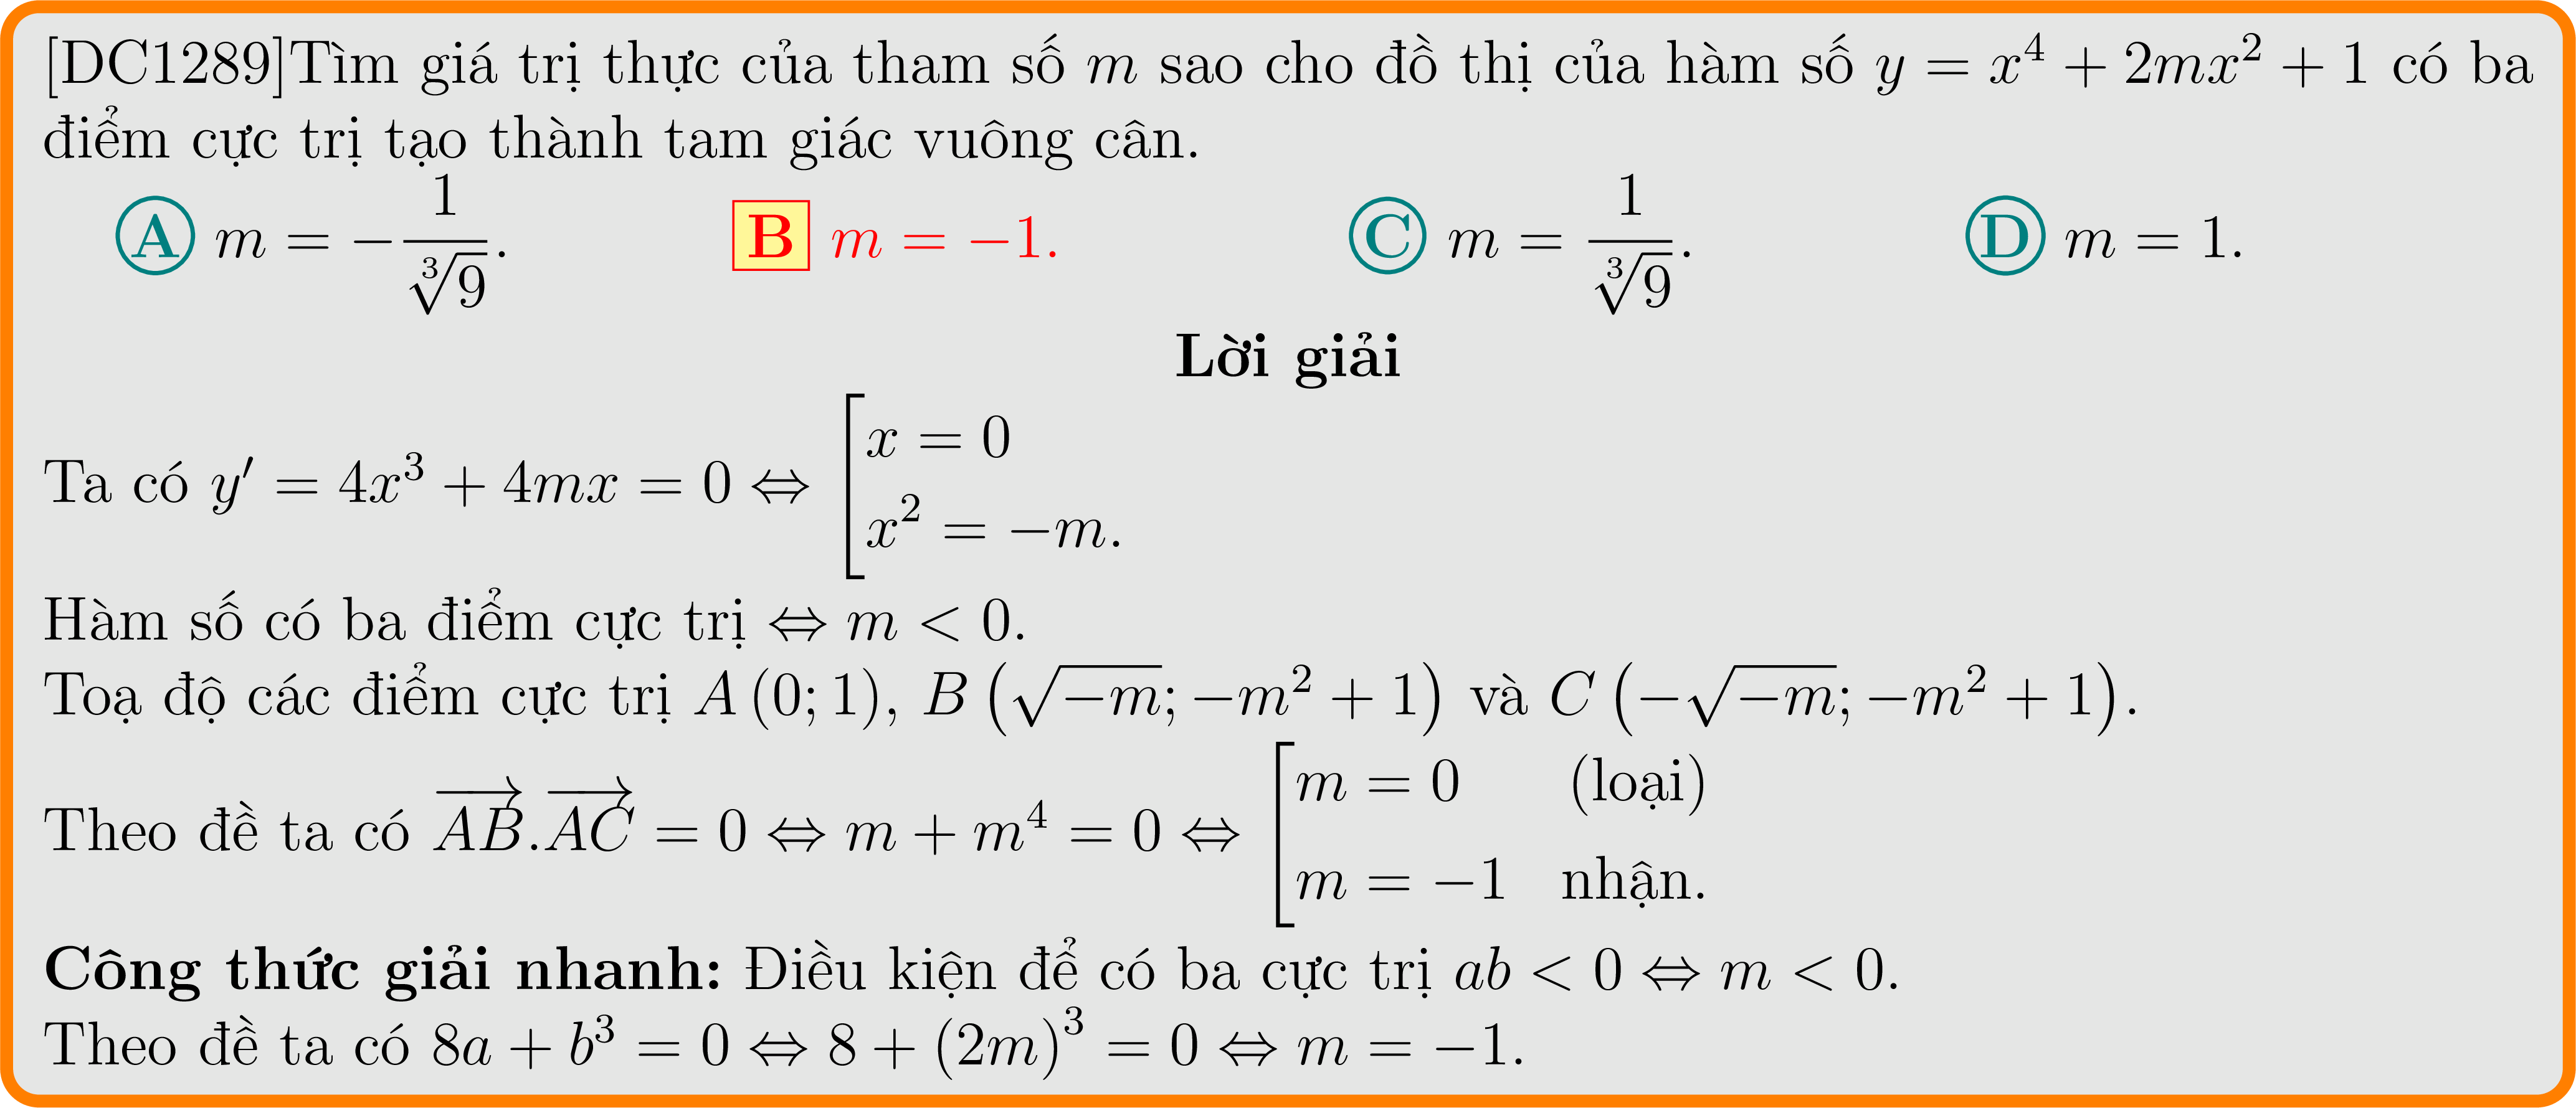 [DC1289]Tìm giá trị thực của tham số $m$ sao cho đồ thị của hàm số $y = x^4 + 2mx^2 + 1$ có ba
điểm cực trị tạo thành tam giác vuông cân.
A $m = -\dfrac{1}{\sqrt[3]{9}}$. B $m = -1$. C $m = \dfrac{1}{\sqrt[3]{9}}$. D $m = 1$.
Lời giải
Ta có $y' = 4x^3 + 4mx = 0 \Leftrightarrow \left[\begin{array}{l} x = 0 \\ x^2 = -m. \end{array}\right.$
Hàm số có ba điểm cực trị $\Leftrightarrow m < 0$.
Toạ độ các điểm cực trị $A\,(0; 1)$, $B\left(\sqrt{-m}; -m^2 + 1\right)$ và $C\left(-\sqrt{-m}; -m^2 + 1\right)$.
Theo đề ta có $\overrightarrow{AB}.\overrightarrow{AC} = 0 \Leftrightarrow m + m^4 = 0 \Leftrightarrow \left[\begin{array}{ll} m = 0 & \text{(loại)} \\ m = -1 & \text{nhận.} \end{array}\right.$
Công thức giải nhanh: Điều kiện để có ba cực trị $ab < 0 \Leftrightarrow m < 0$.
Theo đề ta có $8a + b^3 = 0 \Leftrightarrow 8 + (2m)^3 = 0 \Leftrightarrow m = -1$.